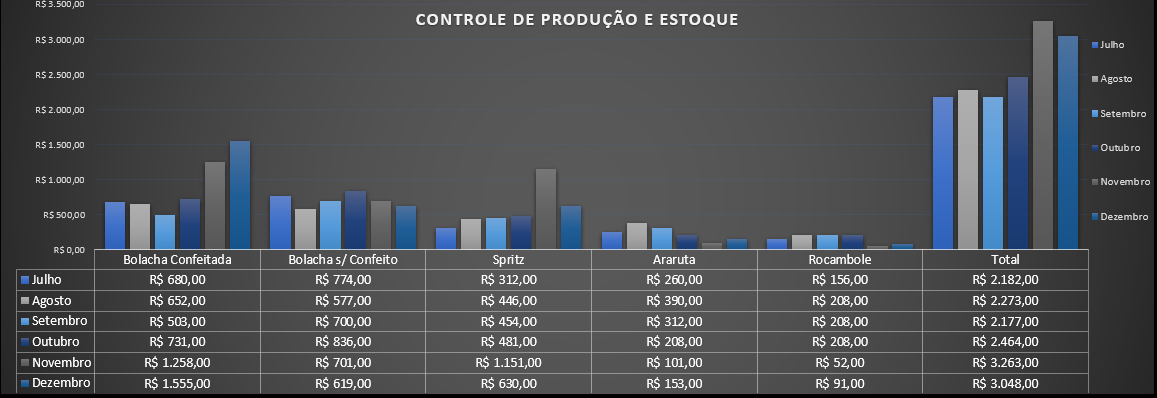 CONTROLE DE PRODUÇÃO E ESTOQUE
R$ 3.500,00
R$ 3.000,00
R$ 2.500,00
R$ 2.000,00
R$ 1.500,00
R$ 1.000,00
R$ 500,00
R$ 0,00
Julho
Agosto
Setembro
Outubro
Novembro
Dezembro
Bolacha Confeitada Bolacha s/ Confeito Spritz Araruta Rocambole Total
Julho R$ 680,00 R$ 774,00 R$ 312,00 R$ 260,00 R$ 156,00 R$ 2.182,00
Agosto R$ 652,00 R$ 577,00 R$ 446,00 R$ 390,00 R$ 208,00 R$ 2.273,00
Setembro R$ 503,00 R$ 700,00 R$ 454,00 R$ 312,00 R$ 208,00 R$ 2.177,00
Outubro R$ 731,00 R$ 836,00 R$ 481,00 R$ 208,00 R$ 208,00 R$ 2.464,00
Novembro R$ 1.258,00 R$ 701,00 R$ 1.151,00 R$ 101,00 R$ 52,00 R$ 3.263,00
Dezembro R$ 1.555,00 R$ 619,00 R$ 630,00 R$ 153,00 R$ 91,00 R$ 3.048,00